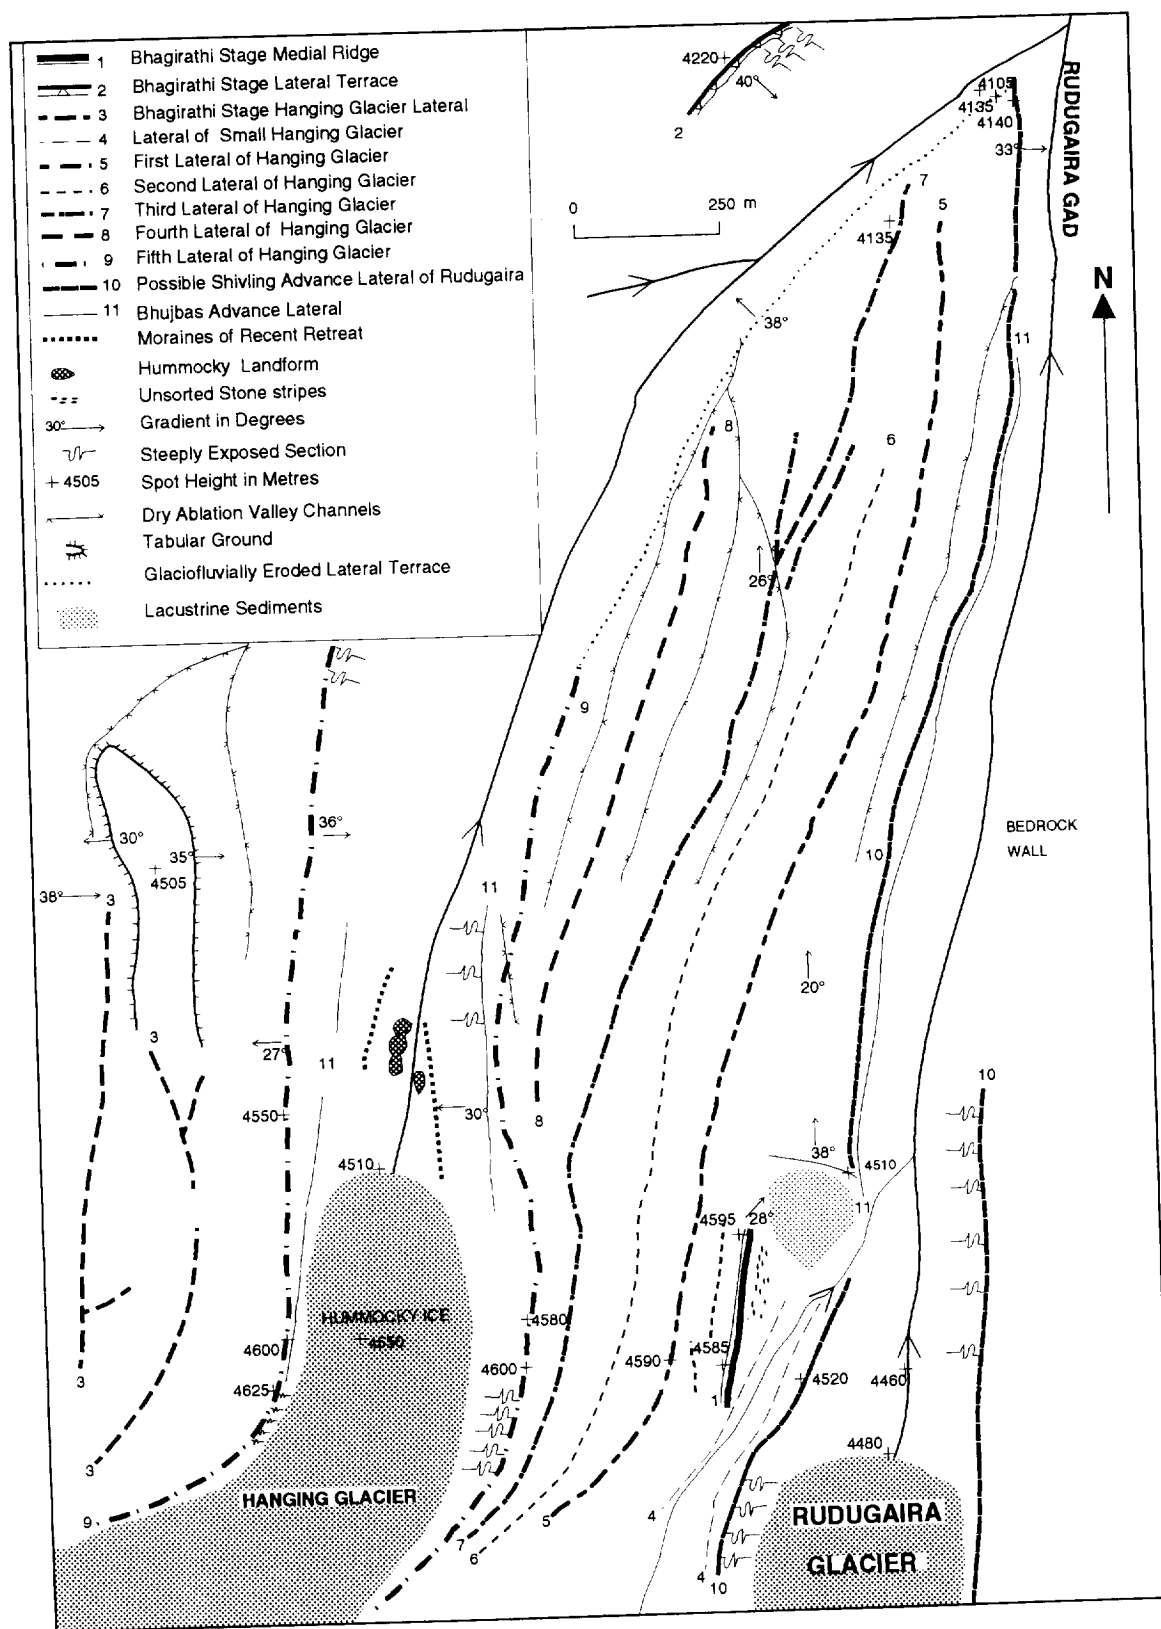 1 Bhagirathi Stage Medial Ridge
2 Bhagirathi Stage Lateral Terrace
3 Bhagirathi Stage Hanging Glacier Lateral
4 Lateral of Small Hanging Glacier
5 First Lateral of Hanging Glacier
6 Second Lateral of Hanging Glacier
7 Third Lateral of Hanging Glacier
8 Fourth Lateral of Hanging Glacier
9 Fifth Lateral of Hanging Glacier
10 Possible Shivling Advance Lateral of Rudugaira
11 Bhujbas Advance Lateral
Moraines of Recent Retreat
Hummocky Landform
Unsorted Stone stripes
30° Gradient in Degrees
Steeply Exposed Section
+ 4505 Spot Height in Metres
Dry Ablation Valley Channels
Tabular Ground
Glaciofluvially Eroded Lateral Terrace
Lacustrine Sediments
4220
40°
2
4105
4135
4140
33°
RUDUGAIRA GAD
0 250 m
7
5
4135
N
38°
11
8
6
26°
9
36°
30°
35°
4505
38°
3
10
BEDROCK
WALL
11
20°
3
27°
11
4550
30°
8
10
4510
38°
4510
11
4595
28°
HUMMOCKY ICE
4550
4580
4600
4600
4590
4585
4520
4460
3
4625
1
4480
3
HANGING GLACIER
9
7
6
5
4
RUDUGAIRA
GLACIER
4
10